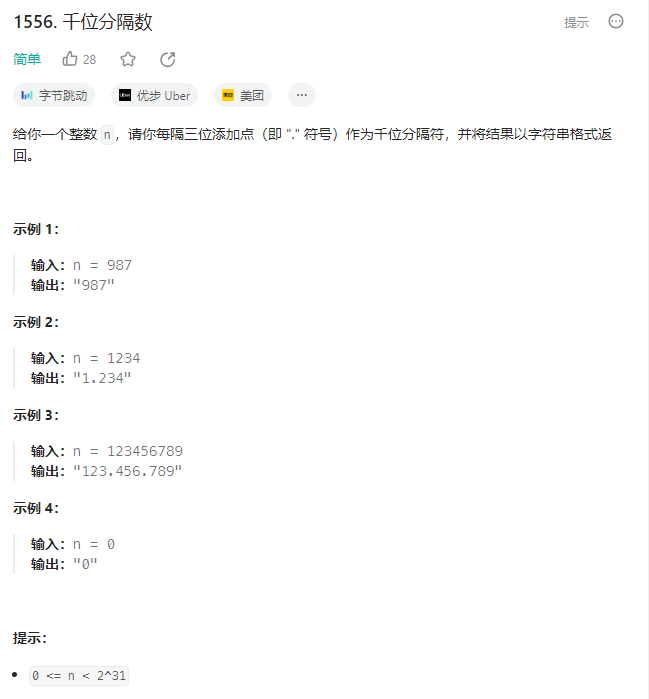 1556. 千位分隔数
提示
简单 28
字节跳动 优步 Uber 美团 ...
给你一个整数 n，请你每隔三位添加点（即 "." 符号）作为千位分隔符，并将结果以字符串格式返
回。
示例 1：
输入：n = 987
输出："987"
示例 2：
输入：n = 1234
输出："1.234"
示例 3：
输入：n = 123456789
输出："123.456.789"
示例 4：
输入：n = 0
输出："0"
提示：
0 <= n < 2^31